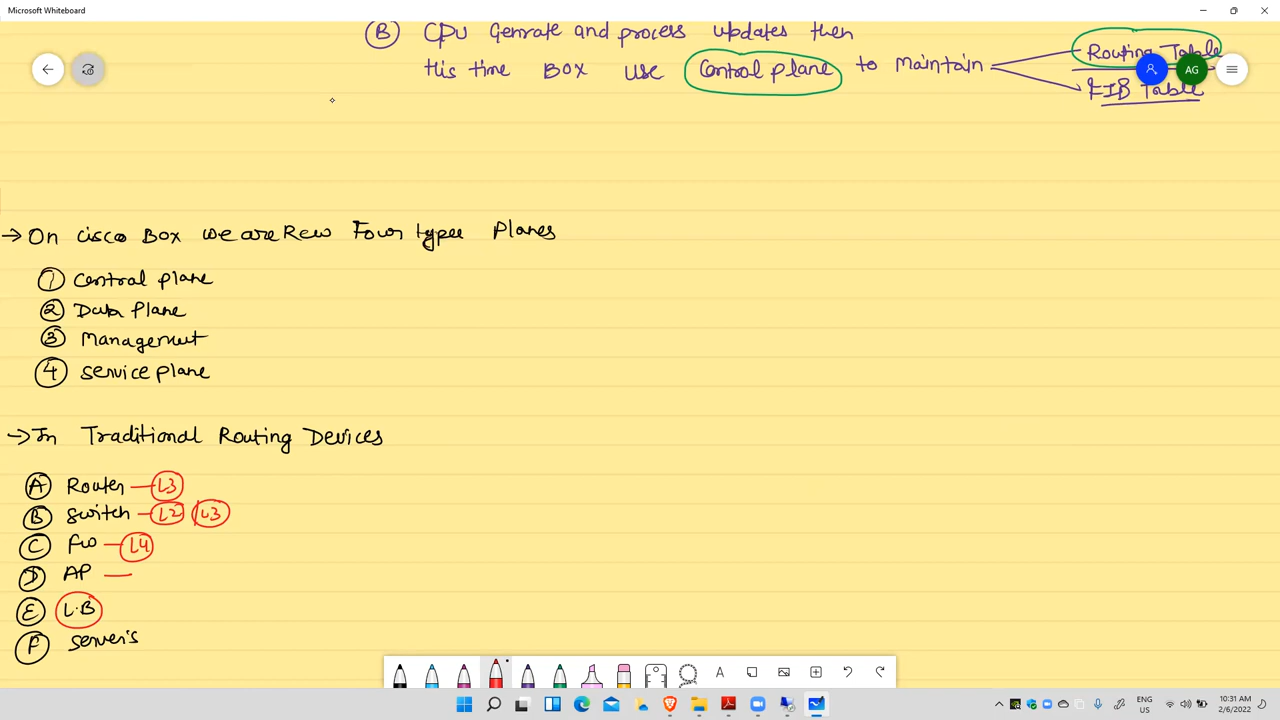 Microsoft Whiteboard
B CPU Genrate and process updates then
this time Box use Control plane to maintain
Routing Table
FIB Table
AG
→ On Cisco Box we are Rew Four types Planes
1 Control plane
2 Data Plane
3 Management
4 Service plane
→ In Traditional Routing Devices
A Router — L3
B Switch — L2 L3
C FW — L4
D AP —
E L.B
F Server's
A
ENG
US
10:31 AM
2/6/2022